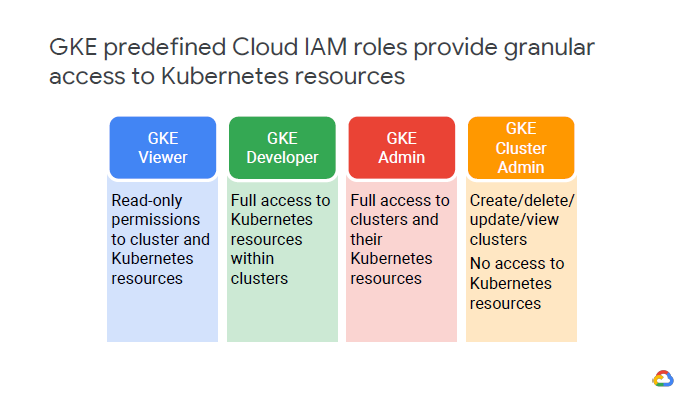 GKE predefined Cloud IAM roles provide granular
access to Kubernetes resources
GKE
Viewer
Read-only
permissions
to cluster and
Kubernetes
resources
GKE
Developer
Full access to
Kubernetes
resources
within
clusters
GKE
Admin
Full access to
clusters and
their
Kubernetes
resources
GKE
Cluster
Admin
Create/delete/
update/view
clusters
No access to
Kubernetes
resources